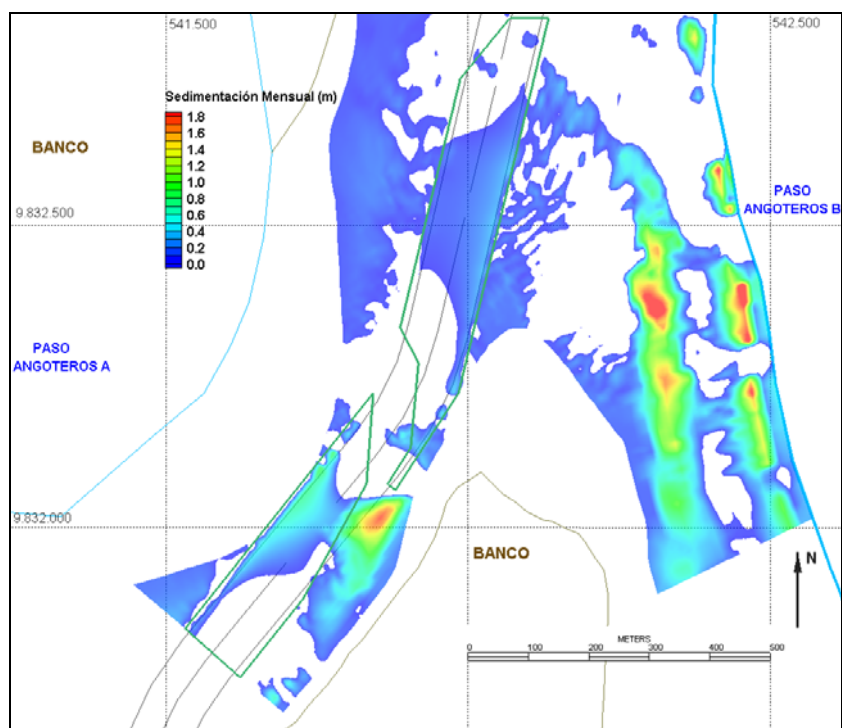 541.500
542.500
Sedimentación Mensual (m)
1.8
1.6
1.4
1.2
1.0
0.8
0.6
0.4
0.2
0.0
BANCO
9.832.500
PASO
ANGOTEROS B
PASO
ANGOTEROS A
9.832.000
BANCO
N
METERS
0
100
200
300
400
500